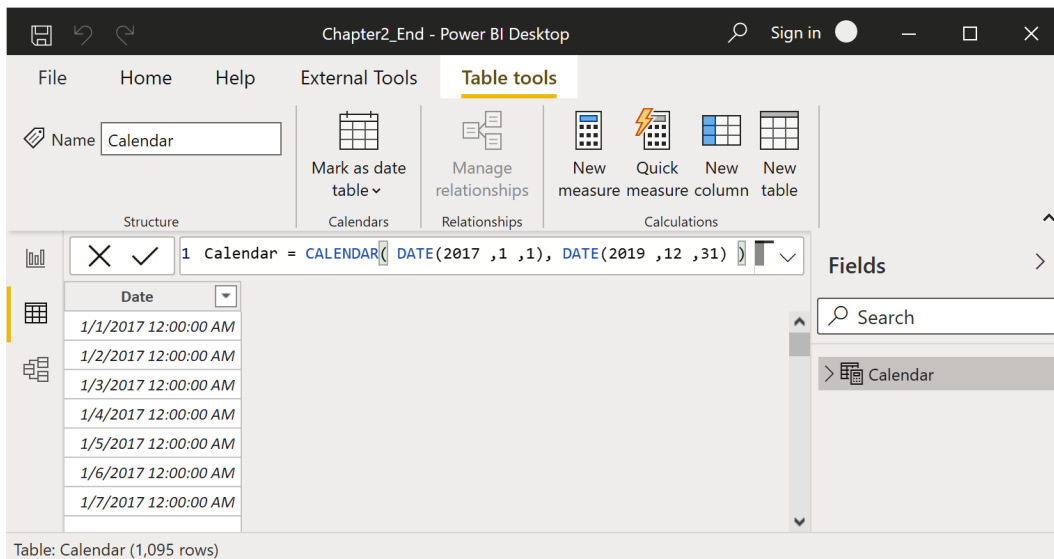 Chapter2_End - Power BI Desktop Sign in
File Home Help External Tools Table tools
Name Calendar
Mark as date table
Manage relationships
New measure
Quick measure
New column
New table
Structure Calendars Relationships Calculations
1 Calendar = CALENDAR( DATE(2017 ,1 ,1), DATE(2019 ,12 ,31) )
Fields
Search
Calendar
Date
1/1/2017 12:00:00 AM
1/2/2017 12:00:00 AM
1/3/2017 12:00:00 AM
1/4/2017 12:00:00 AM
1/5/2017 12:00:00 AM
1/6/2017 12:00:00 AM
1/7/2017 12:00:00 AM
Table: Calendar (1,095 rows)